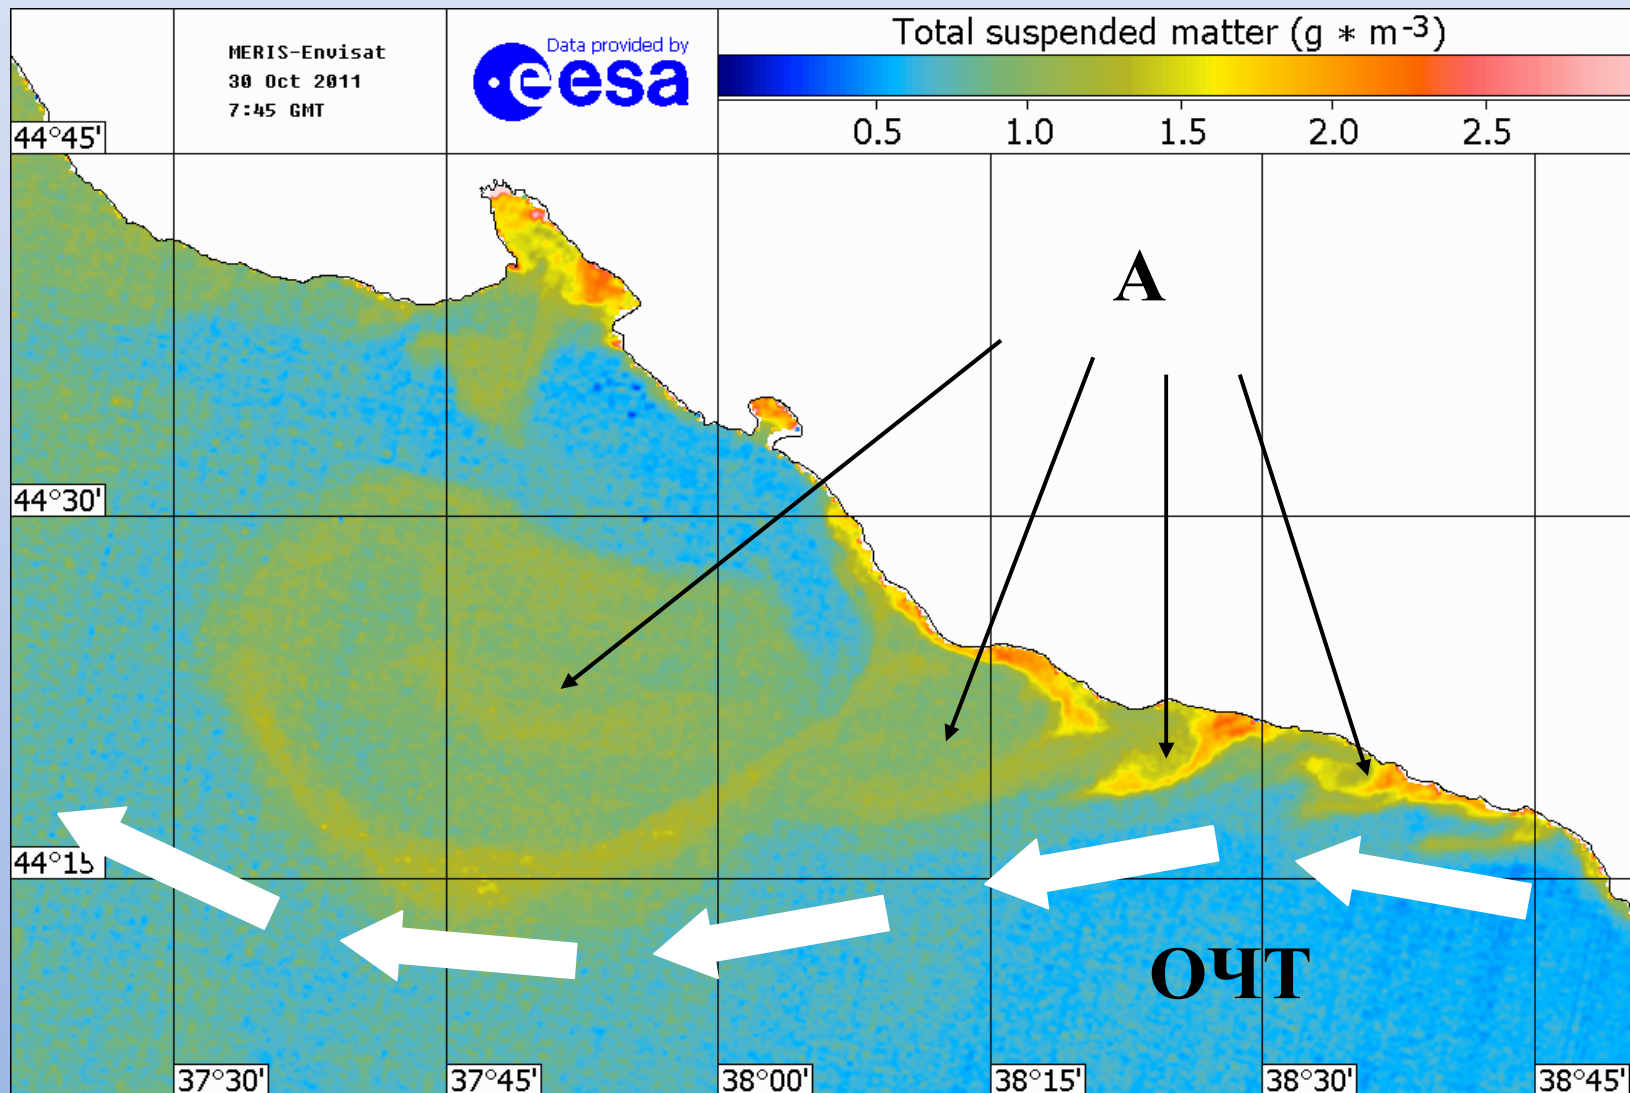 MERIS-Envisat
30 Oct 2011
7:45 GMT
Data provided by
esa
Total suspended matter (g * m-3)
0.5 1.0 1.5 2.0 2.5
44°45'
А
44°30'
44°15'
ОЧТ
37°30' 37°45' 38°00' 38°15' 38°30' 38°45'